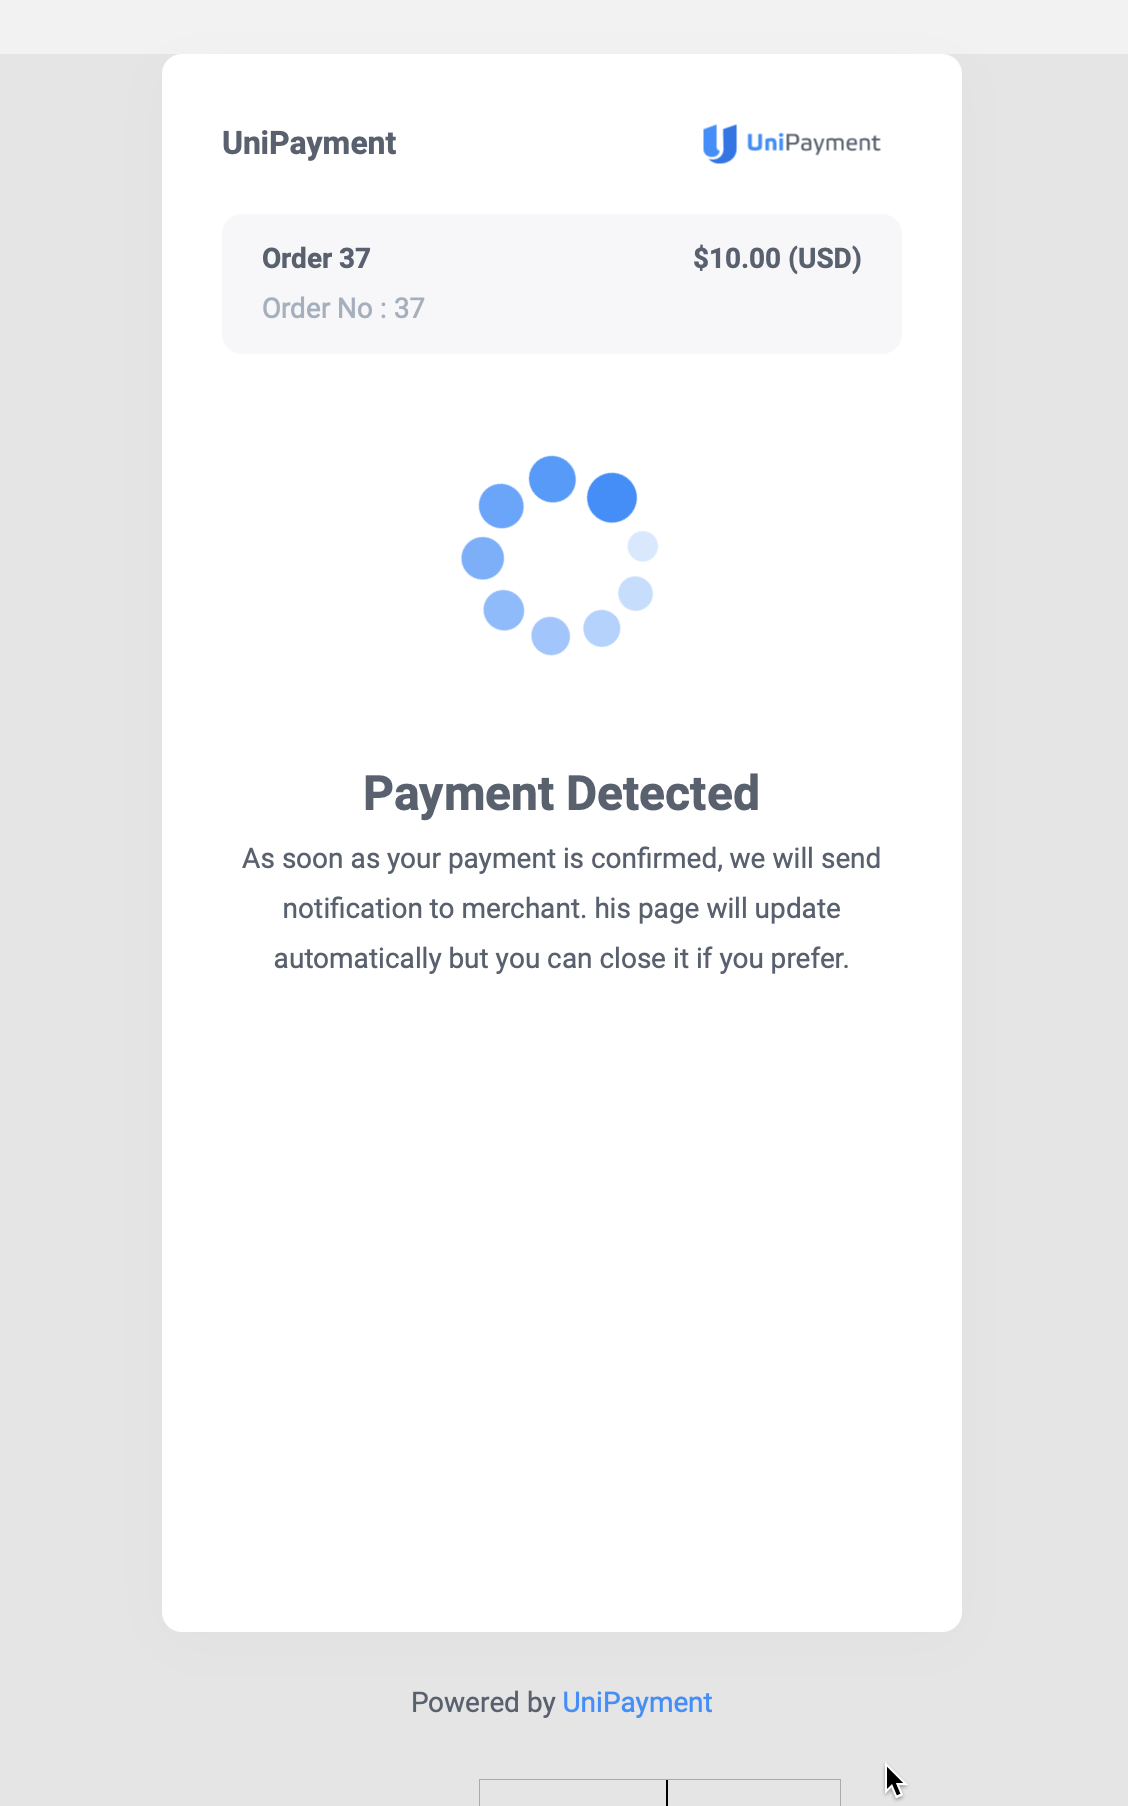 UniPayment
UniPayment
Order 37
$10.00 (USD)
Order No : 37
Payment Detected
As soon as your payment is confirmed, we will send
notification to merchant. his page will update
automatically but you can close it if you prefer.
Powered by UniPayment